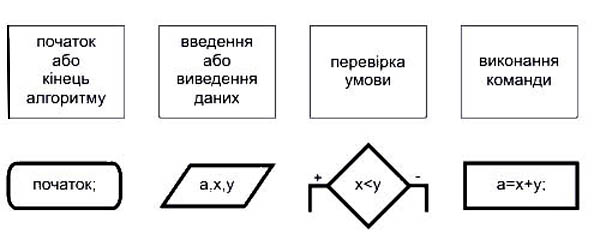 початок
або
кінець
алгоритму
введення
або
виведення
даних
перевірка
умови
виконання
команди
початок;
a,x,y
+
x<y
-
a=x+y;